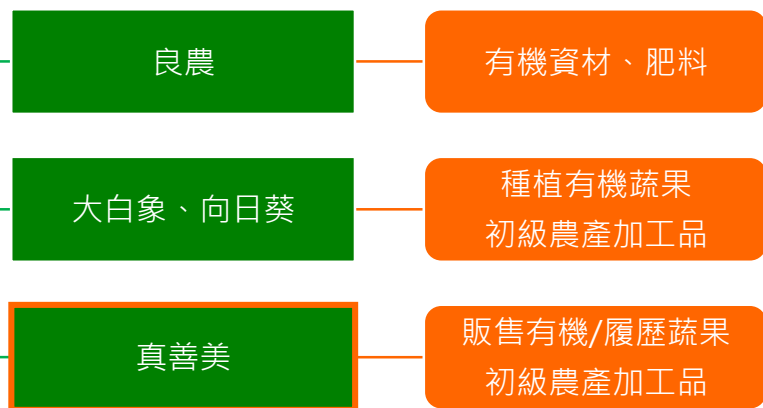 良農
有機資材、肥料
大白象、向日葵
種植有機蔬果
初級農產加工品
真善美
販售有機/履歷蔬果
初級農產加工品